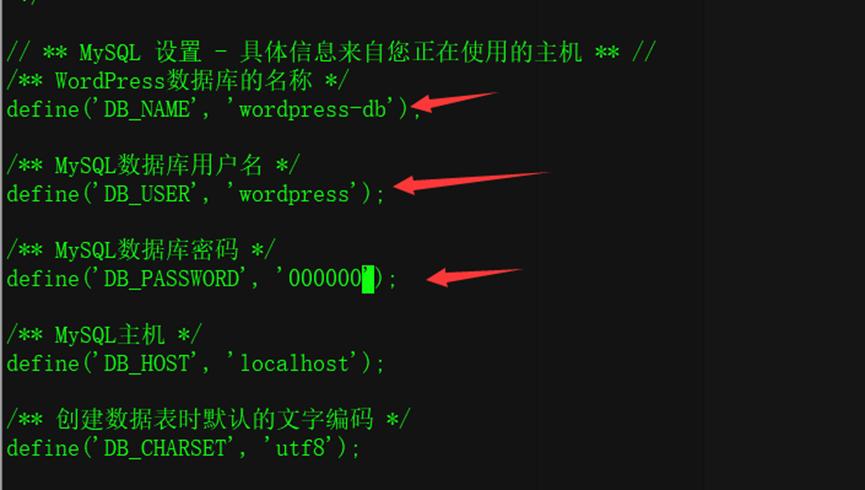 */
// ** MySQL 设置 - 具体信息来自您正在使用的主机 ** //
/** WordPress数据库的名称 */
define('DB_NAME', 'wordpress-db');
/** MySQL数据库用户名 */
define('DB_USER', 'wordpress');
/** MySQL数据库密码 */
define('DB_PASSWORD', '000000');
/** MySQL主机 */
define('DB_HOST', 'localhost');
/** 创建数据表时默认的文字编码 */
define('DB_CHARSET', 'utf8');